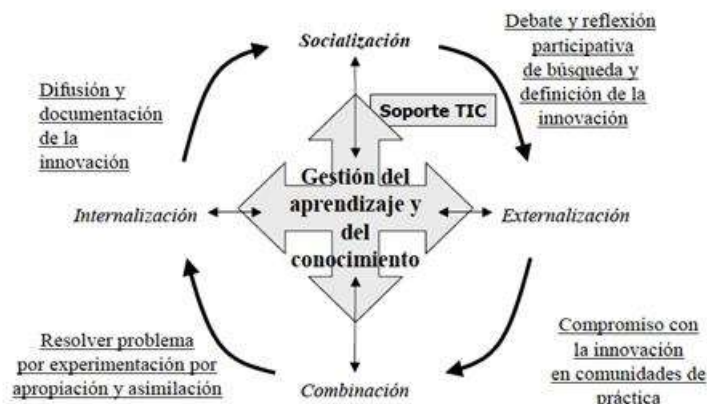 Socialización
Debate y reflexión
participativa
de búsqueda y
definición de la
innovación
Difusión y
documentación
de la
innovación
Soporte TIC
Gestión del
aprendizaje y
del
conocimiento
Internalización
Externalización
Resolver problema
por experimentación por
apropiación y asimilación
Combinación
Compromiso con
la innovación
en comunidades de
práctica